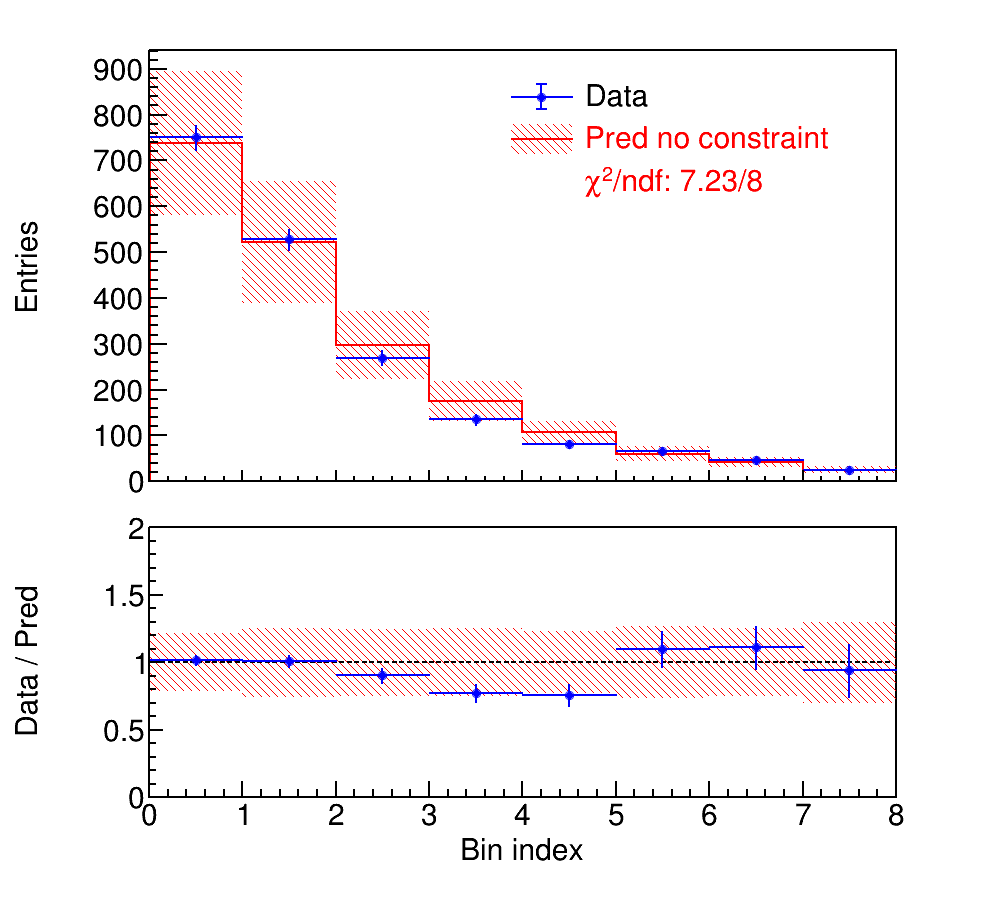 900
800
700
600
500
400
300
200
100
0
Entries
Data
Pred no constraint
χ²/ndf: 7.23/8
2
1.5
1
0.5
0
Data / Pred
0 1 2 3 4 5 6 7 8
Bin index